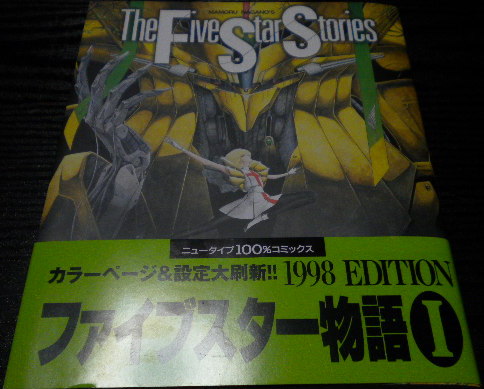 MAMORU NAGANO'S
The Five Star Stories
ニュータイプ100%コミックス
カラーページ&設定大刷新!! 1998 EDITION
ファイブスター物語 I